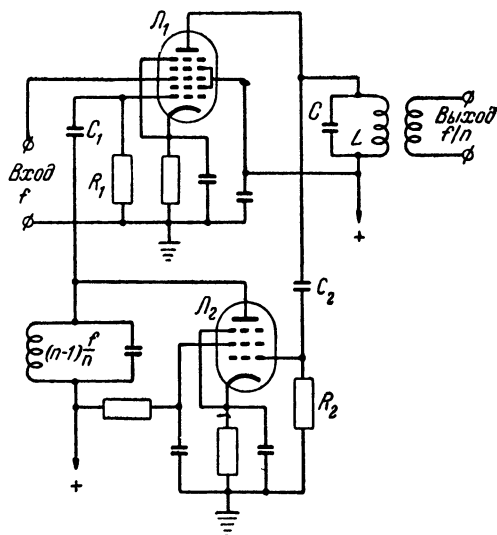 Л₁
C₁
R₁
Вход
f
C
L
Выход
f/n
+
C₂
Л₂
(n-1) f/n
R₂
+